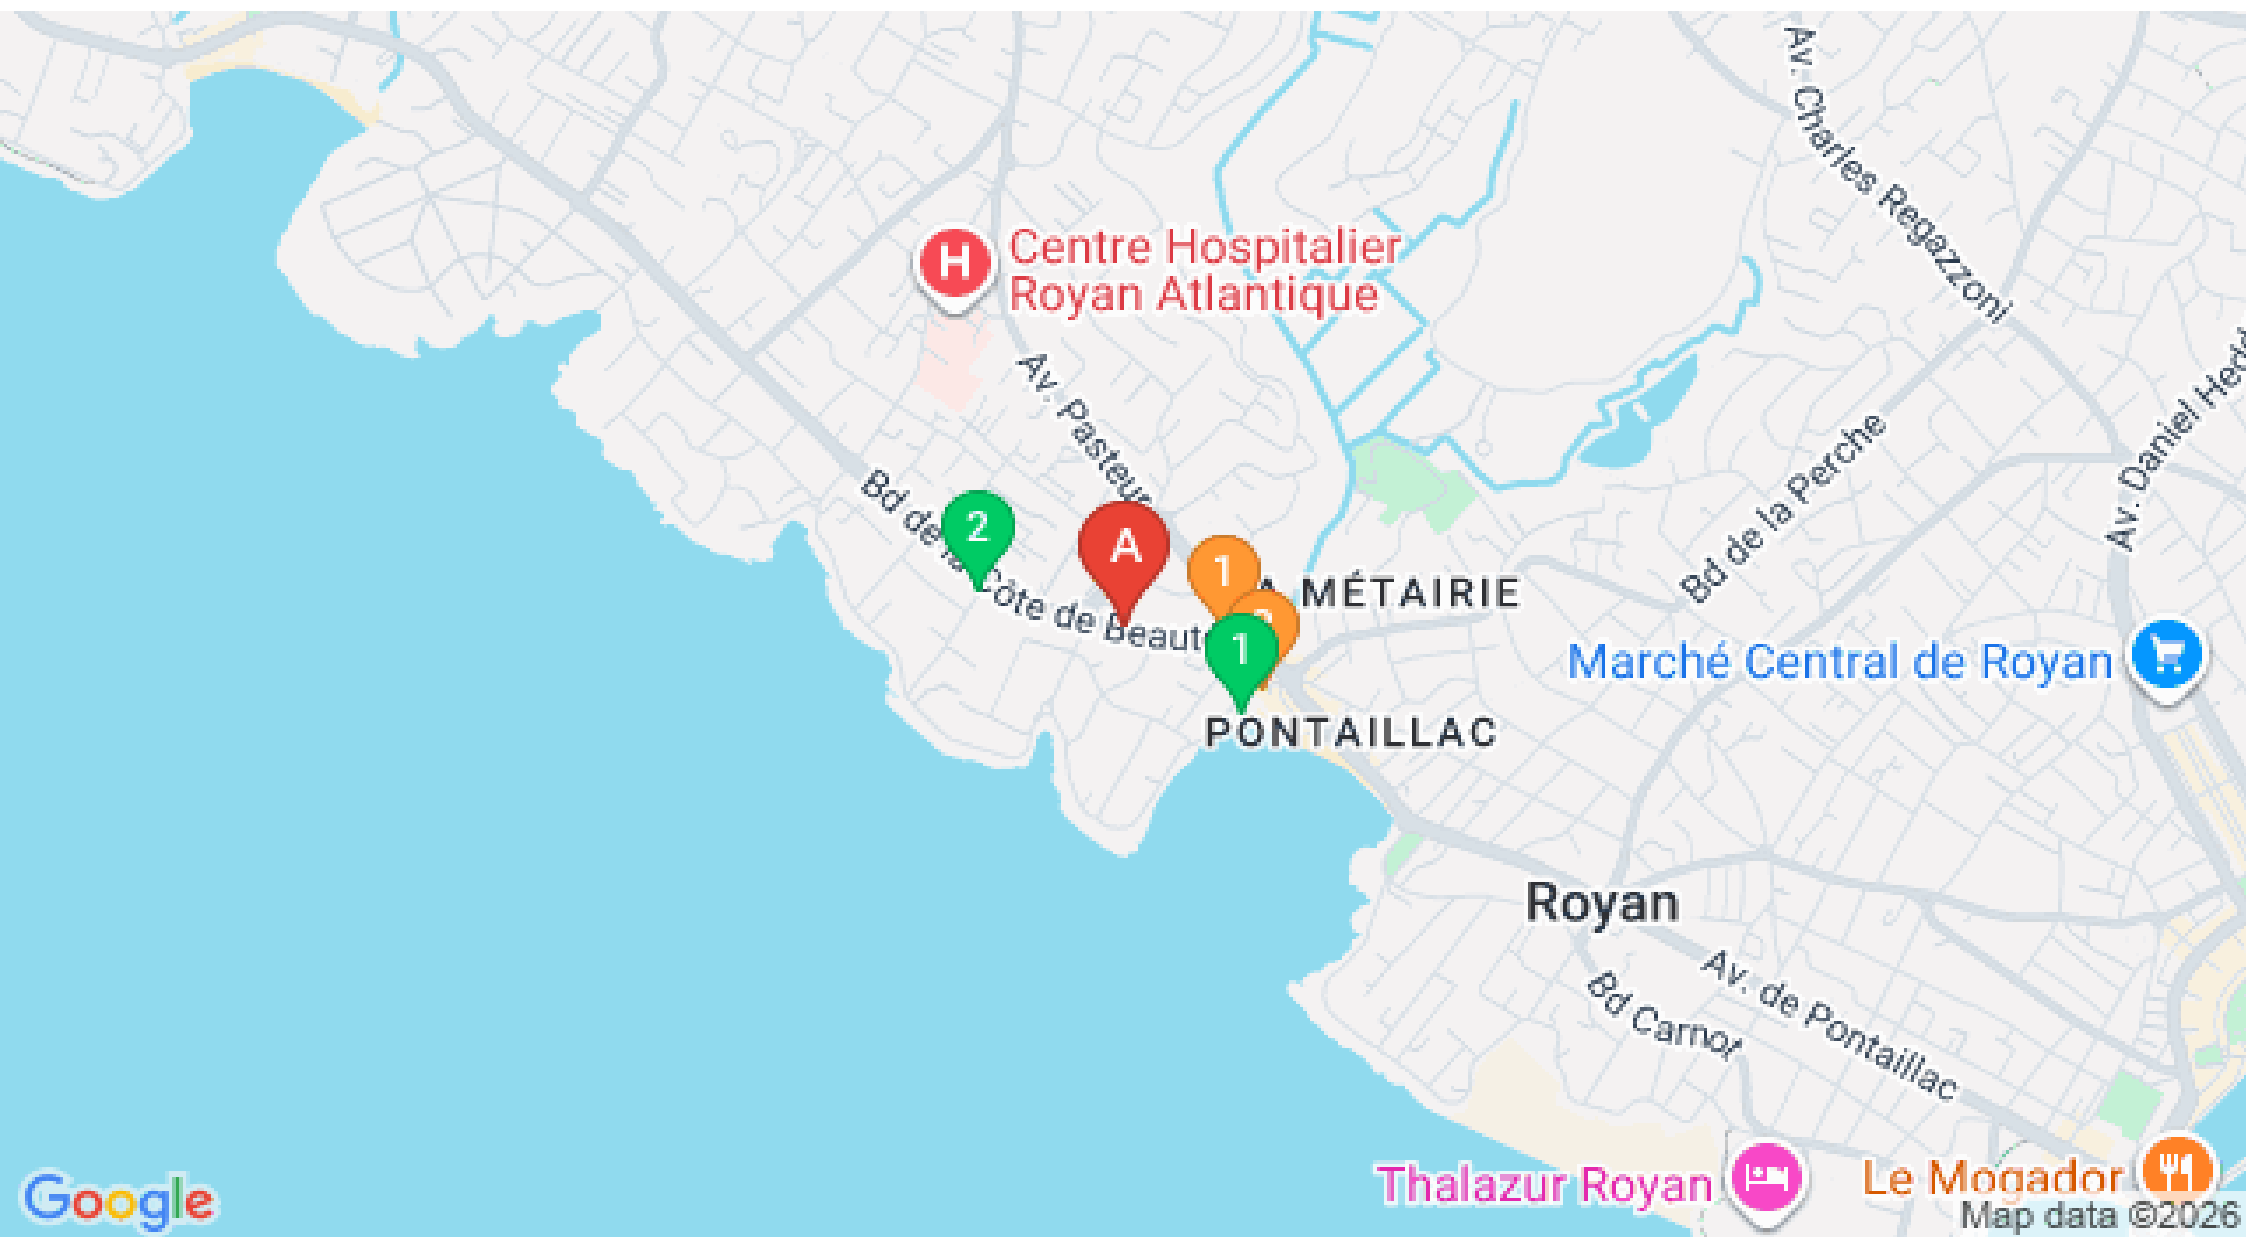 Av. Charles Regazzoni
Centre Hospitalier
Royan Atlantique
H
Av. Pasteur
Av. Daniel
Bd de la Perche
Bd de la Côte de Beauté
2
A
1
MÉTAIRIE
1
Marché Central de Royan
PONTAILLAC
Royan
Av. de Pontaillac
Bd Carnot
Thalazur Royan
Le Mogador
Google
Map data ©2026